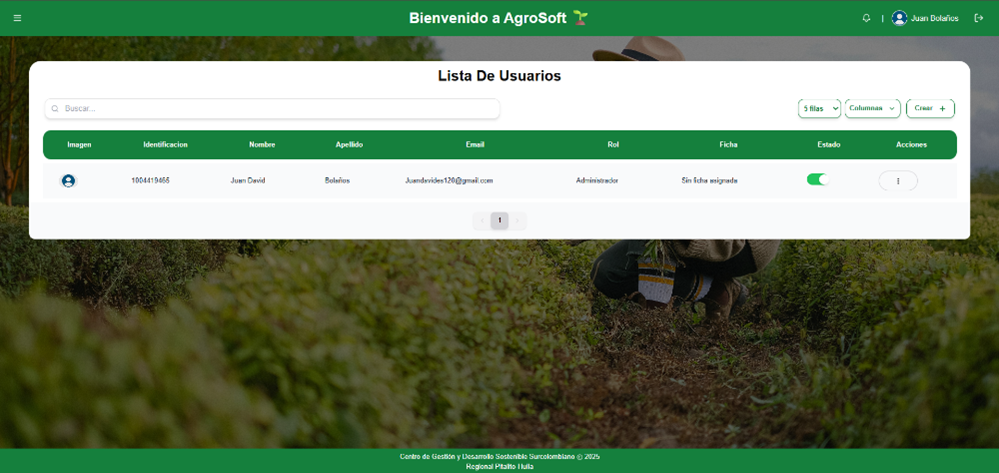 Bienvenido a AgroSoft
| Juan Bolaños
Lista De Usuarios
Buscar...
5 filas
Columnas
Crear +
Imagen Identificacion Nombre Apellido Email Rol Ficha Estado Acciones
1004419465 Juan David Bolaños Juandavides120@gmail.com Administrador Sin ficha asignada
1
Centro de Gestión y Desarrollo Sostenible Surcolombiano © 2025
Regional Pitalito Huila